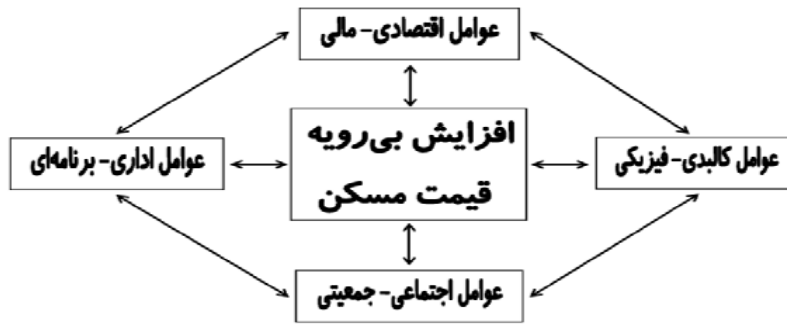 عوامل اقتصادی- مالی
افزایش بی‌رویه
قیمت مسکن
عوامل کالبدی- فیزیکی
عوامل اداری- برنامه‌ای
عوامل اجتماعی- جمعیتی